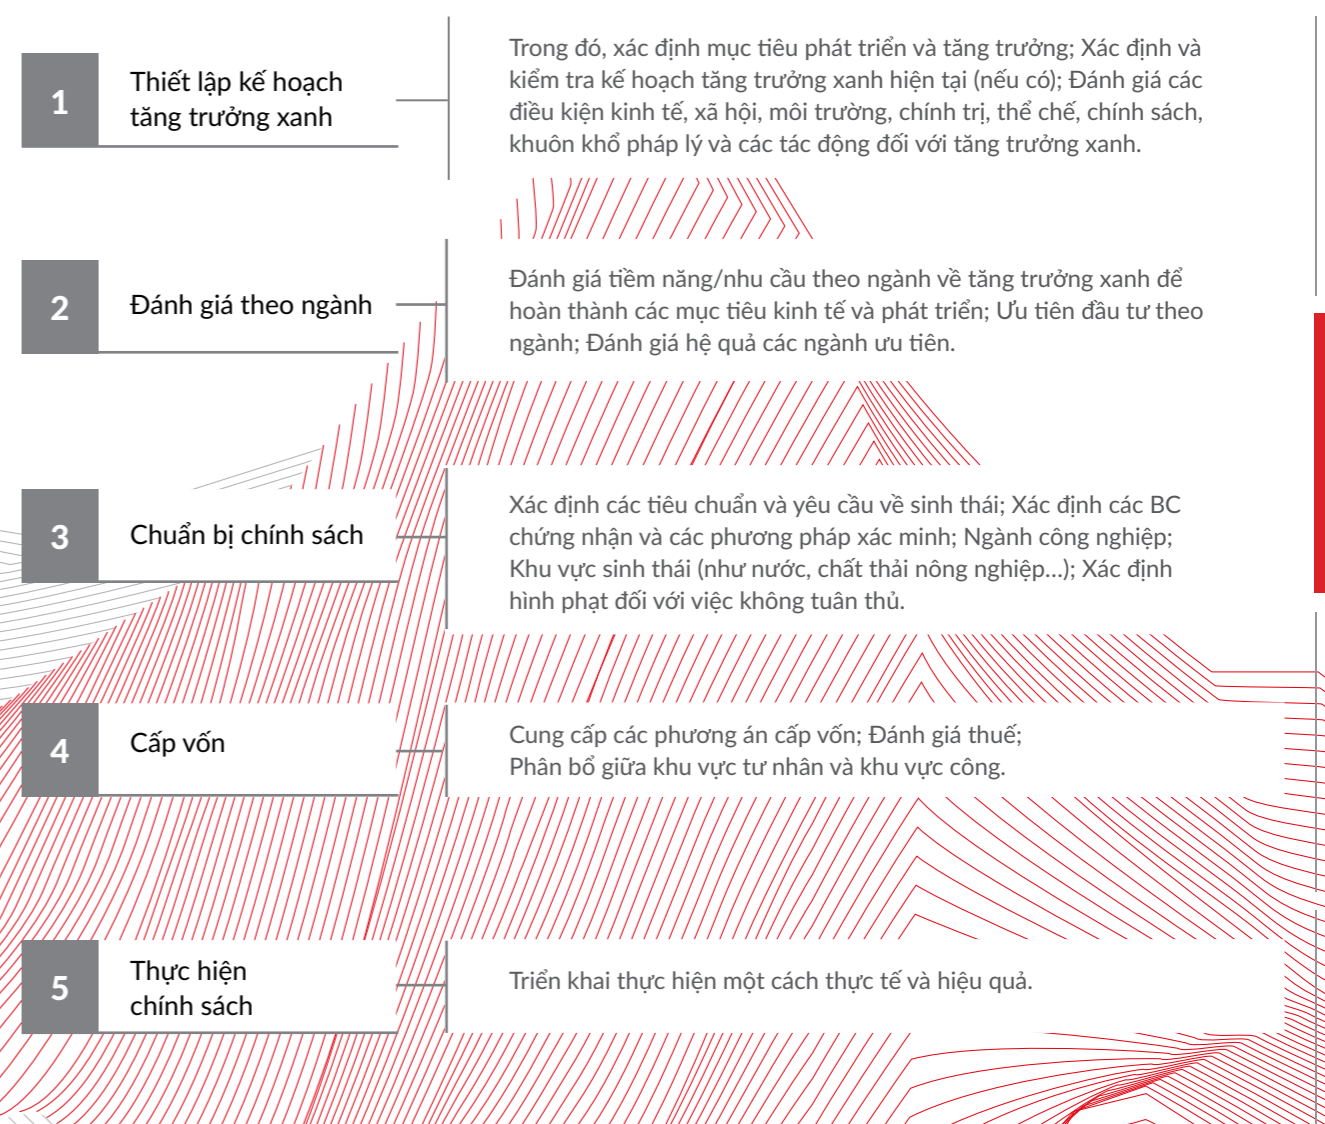 1
Thiết lập kế hoạch
tăng trưởng xanh
Trong đó, xác định mục tiêu phát triển và tăng trưởng; Xác định và
kiểm tra kế hoạch tăng trưởng xanh hiện tại (nếu có); Đánh giá các
điều kiện kinh tế, xã hội, môi trường, chính trị, thể chế, chính sách,
khuôn khổ pháp lý và các tác động đối với tăng trưởng xanh.
2
Đánh giá theo ngành
Đánh giá tiềm năng/nhu cầu theo ngành về tăng trưởng xanh để
hoàn thành các mục tiêu kinh tế và phát triển; Ưu tiên đầu tư theo
ngành; Đánh giá hệ quả các ngành ưu tiên.
3
Chuẩn bị chính sách
Xác định các tiêu chuẩn và yêu cầu về sinh thái; Xác định các BC
chứng nhận và các phương pháp xác minh; Ngành công nghiệp;
Khu vực sinh thái (như nước, chất thải nông nghiệp...); Xác định
hình phạt đối với việc không tuân thủ.
4
Cấp vốn
Cung cấp các phương án cấp vốn; Đánh giá thuế;
Phân bổ giữa khu vực tư nhân và khu vực công.
5
Thực hiện
chính sách
Triển khai thực hiện một cách thực tế và hiệu quả.